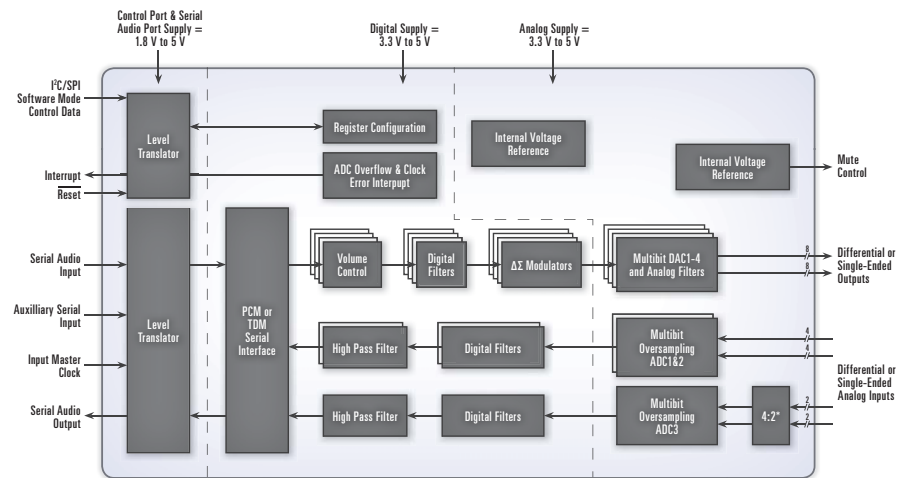 Control Port & Serial
Audio Port Supply =
1.8 V to 5 V
Digital Supply =
3.3 V to 5 V
Analog Supply =
3.3 V to 5 V
I²C/SPI
Software Mode
Control Data
Level
Translator
Register Configuration
Internal Voltage
Reference
ADC Overflow & Clock
Error Interpupt
Internal Voltage
Reference
Mute
Control
Interrupt
Reset
Serial Audio
Input
Volume
Control
Digital
Filters
ΔΣ Modulators
Multibit DAC1-4
and Analog Filters
8
8
Differential or
Single-Ended
Outputs
Auxilliary Serial
Input
Level
Translator
PCM or
TDM
Serial
Interface
High Pass Filter
Digital Filters
Multibit
Oversampling
ADC1&2
4
4
Input Master
Clock
Differential or
Single-Ended
Analog Inputs
Serial Audio
Output
High Pass Filter
Digital Filters
Multibit
Oversampling
ADC3
4:2*
2
2